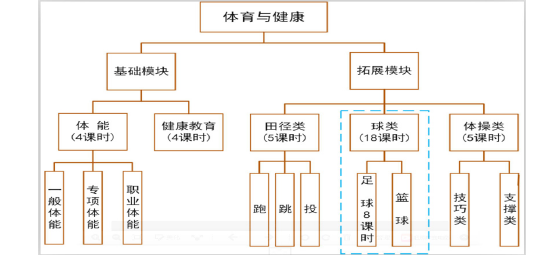 体育与健康
基础模块
拓展模块
体 能
(4课时)
健康教育
(4课时)
田径类
(5课时)
球类
(18课时)
体操类
(5课时)
一般体能
专项体能
职业体能
跑
跳
投
足球8课时
篮球
技巧类
支撑类